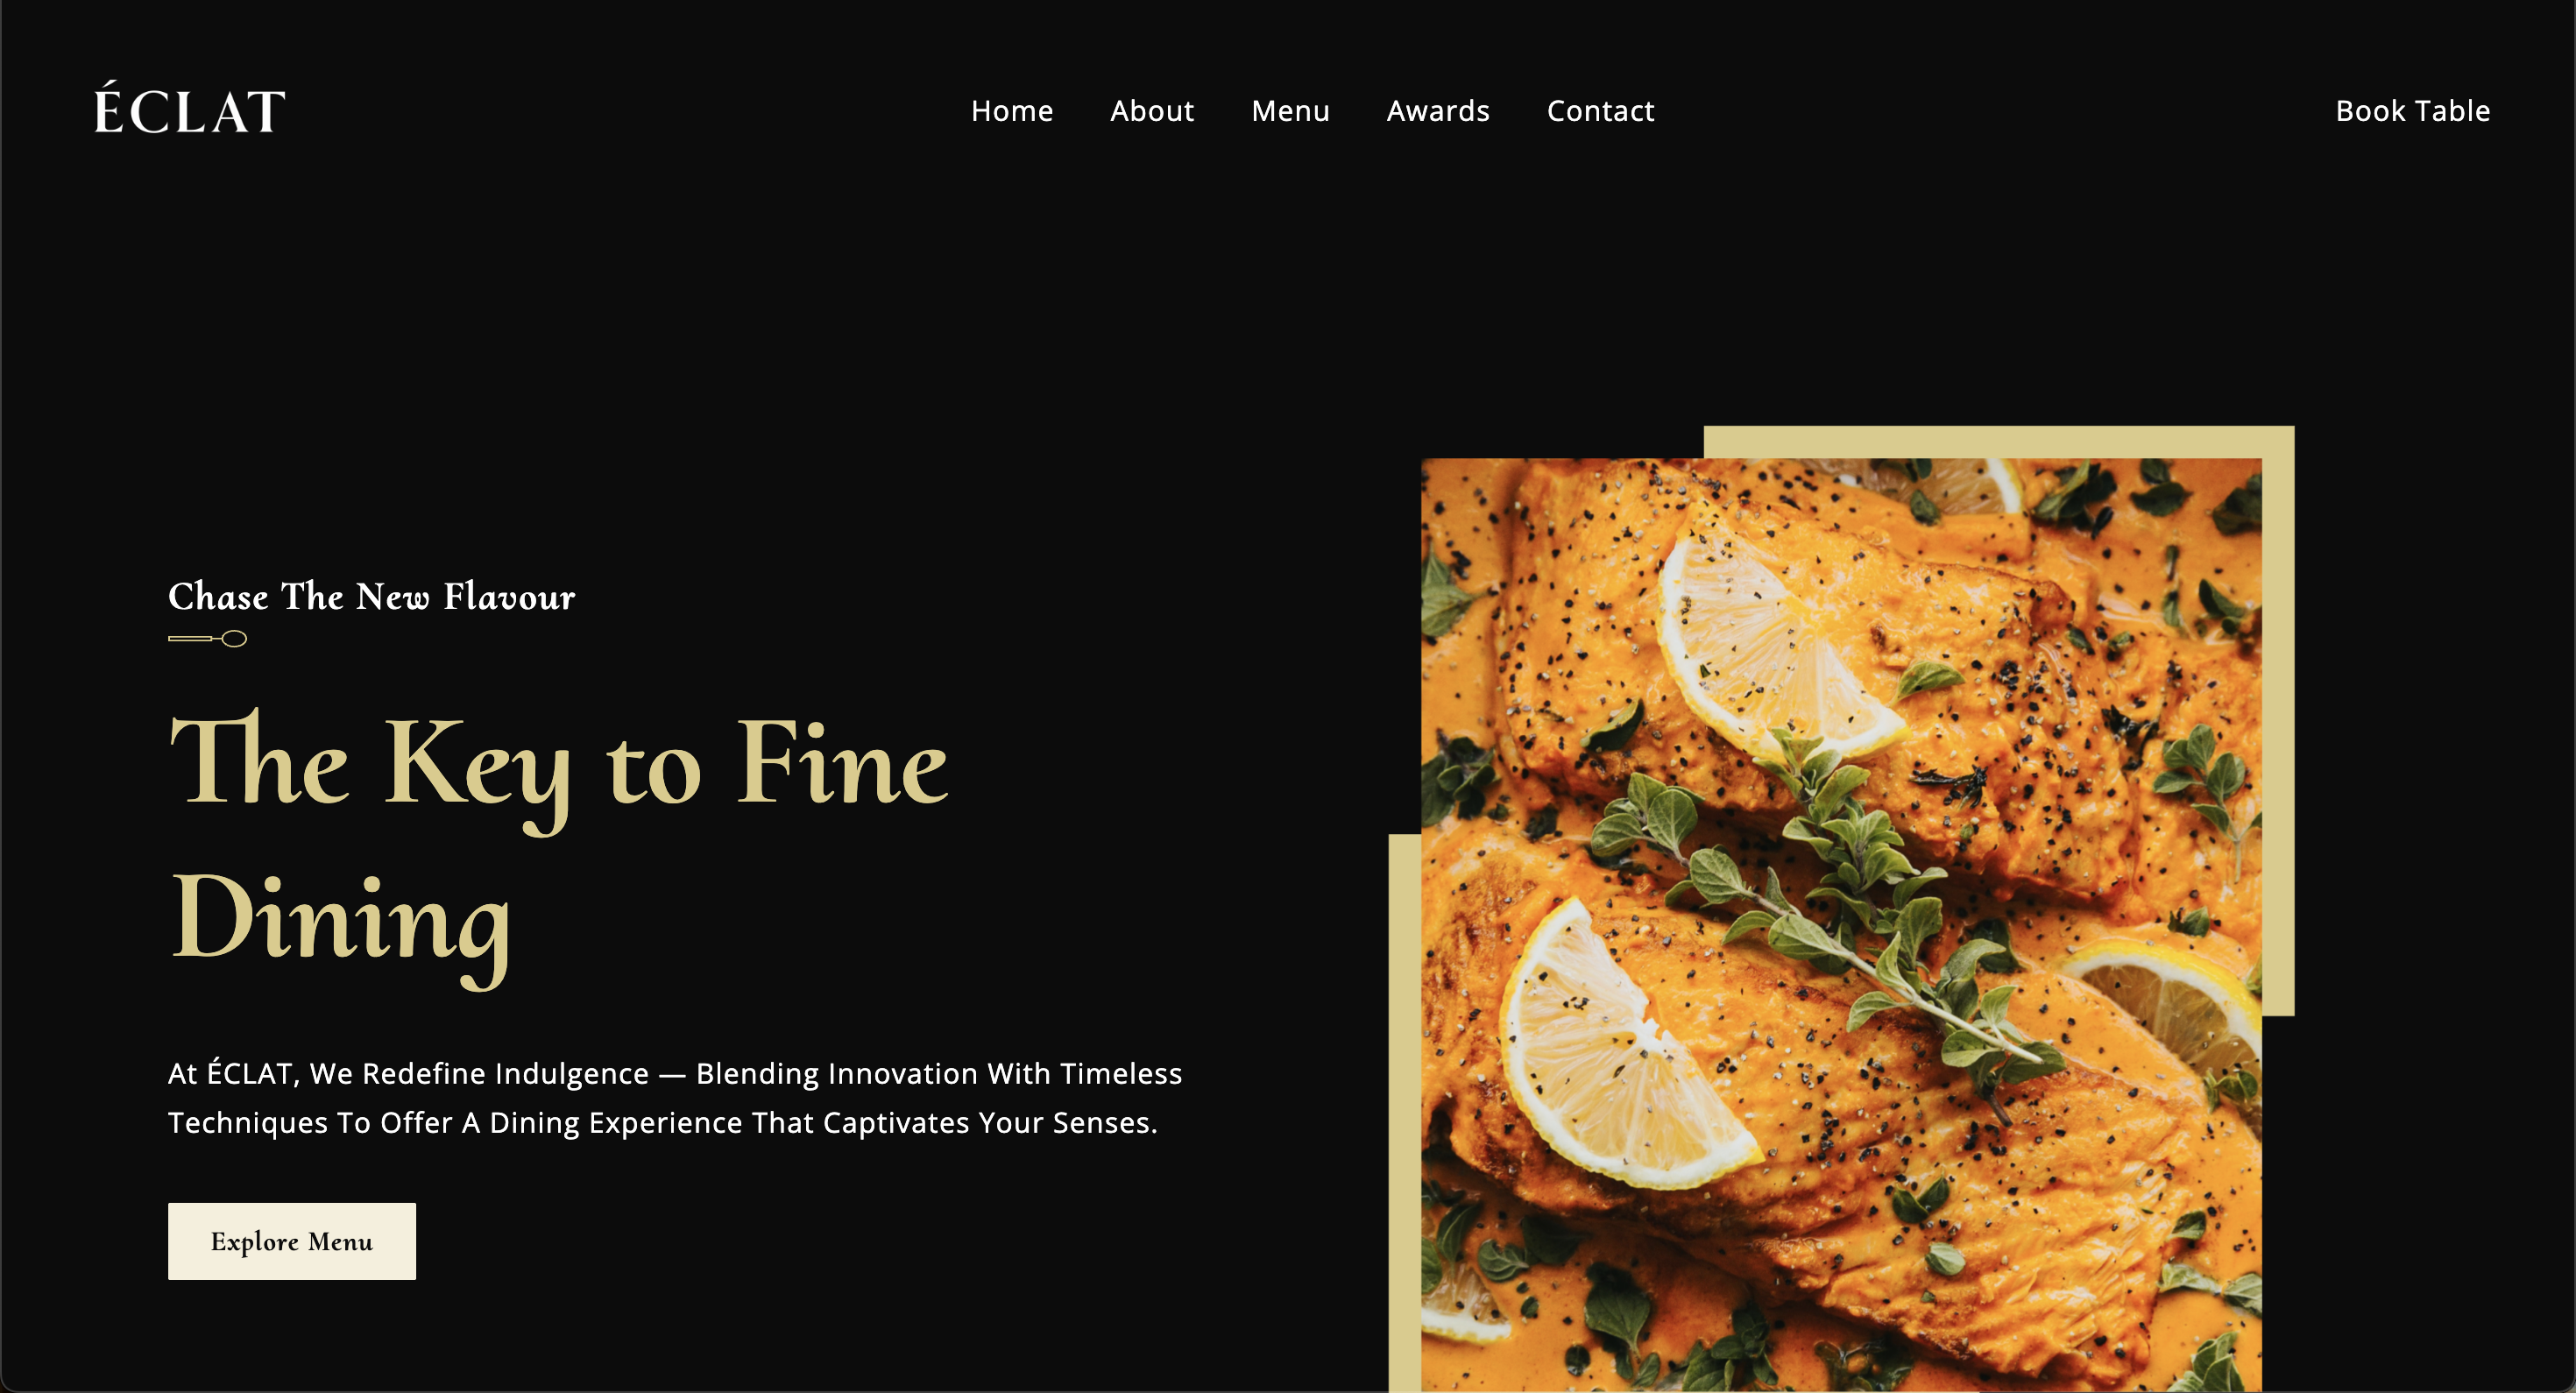 ÉCLAT
Home About Menu Awards Contact
Book Table
Chase The New Flavour
The Key to Fine
Dining
At ÉCLAT, We Redefine Indulgence — Blending Innovation With Timeless
Techniques To Offer A Dining Experience That Captivates Your Senses.
Explore Menu